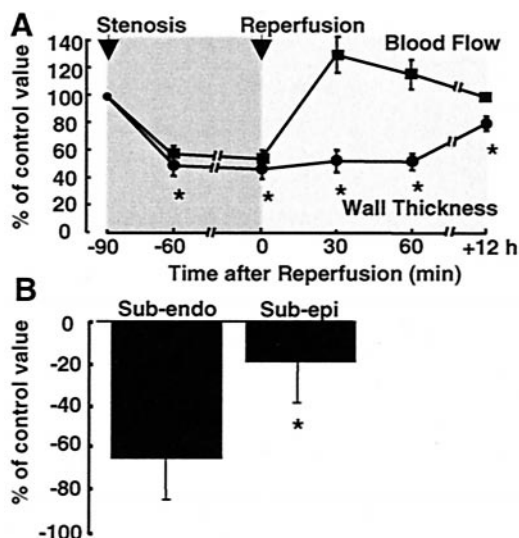 A
Stenosis
Reperfusion
140
120
100
80
60
40
20
0
% of control value
Blood Flow
Wall Thickness
*
*
*
*
*
-90
-60
0
30
60
+12 h
Time after Reperfusion (min)
B
Sub-endo
Sub-epi
0
-20
-40
-60
-80
-100
% of control value
*